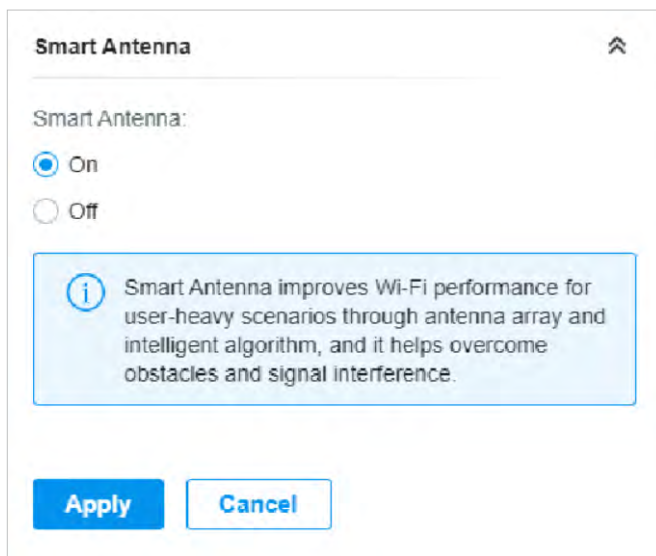 Smart Antenna
Smart Antenna:
On
Off
Smart Antenna improves Wi-Fi performance for
user-heavy scenarios through antenna array and
intelligent algorithm, and it helps overcome
obstacles and signal interference.
Apply Cancel